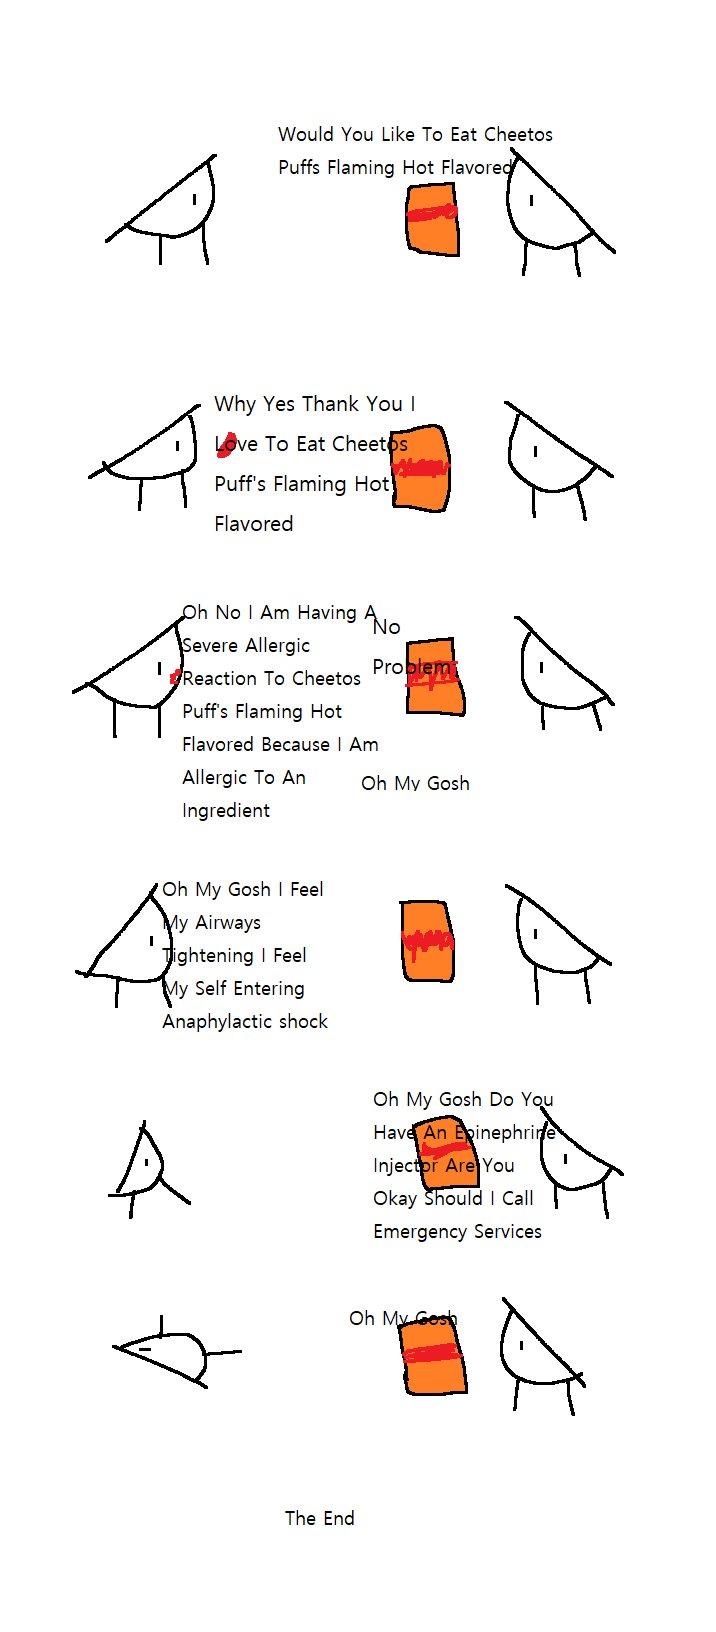 Would You Like To Eat Cheetos
Puffs Flaming Hot Flavored
Why Yes Thank You I
Love To Eat Cheetos
Puff's Flaming Hot
Flavored
Oh No I Am Having A
Severe Allergic
Reaction To Cheetos
Puff's Flaming Hot
Flavored Because I Am
Allergic To An
Ingredient
No
Problem
Oh My Gosh
Oh My Gosh I Feel
My Airways
Tightening I Feel
My Self Entering
Anaphylactic shock
Oh My Gosh Do You
Have An Epinephrine
Injector Are You
Okay Should I Call
Emergency Services
Oh My Gosh
The End